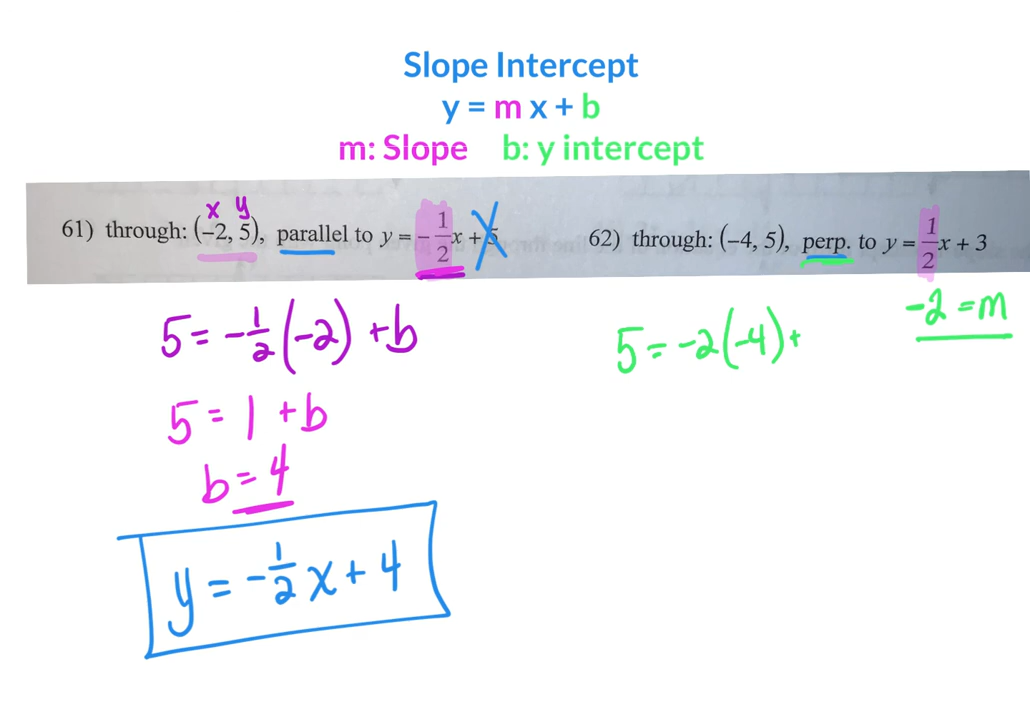 Slope Intercept
y = m x + b
m: Slope b: y intercept
x y
61) through: (−2, 5), parallel to y = −1/2x + 5
62) through: (−4, 5), perp. to y = 1/2x + 3
-2 = m
5 = -1/2(-2) + b
5 = 1 + b
b = 4
y = -1/2x + 4
5 = -2(-4) +